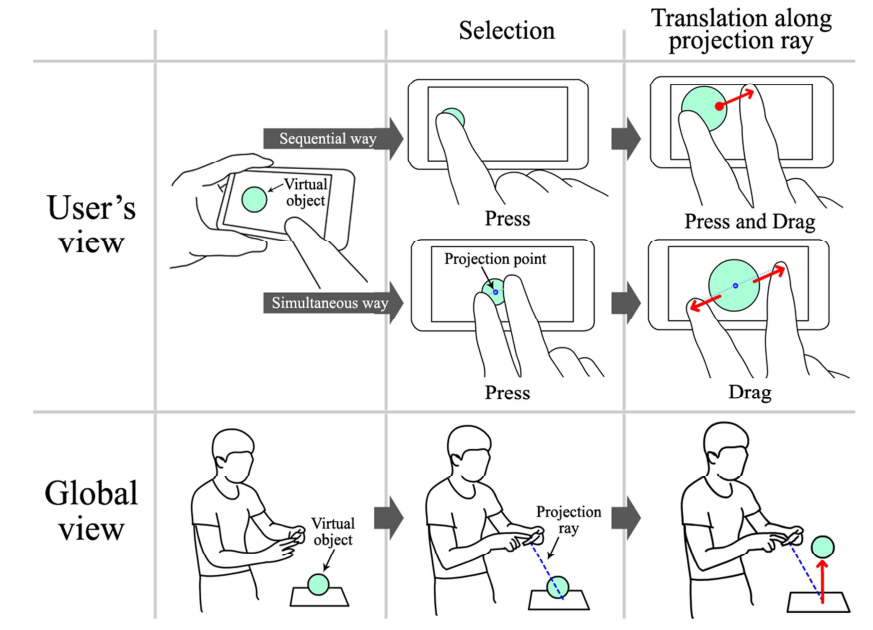 Selection
Translation along
projection ray
User's
view
Sequential way
Virtual
object
Press
Press and Drag
Simultaneous way
Projection point
Press
Drag
Global
view
Virtual
object
Projection
ray